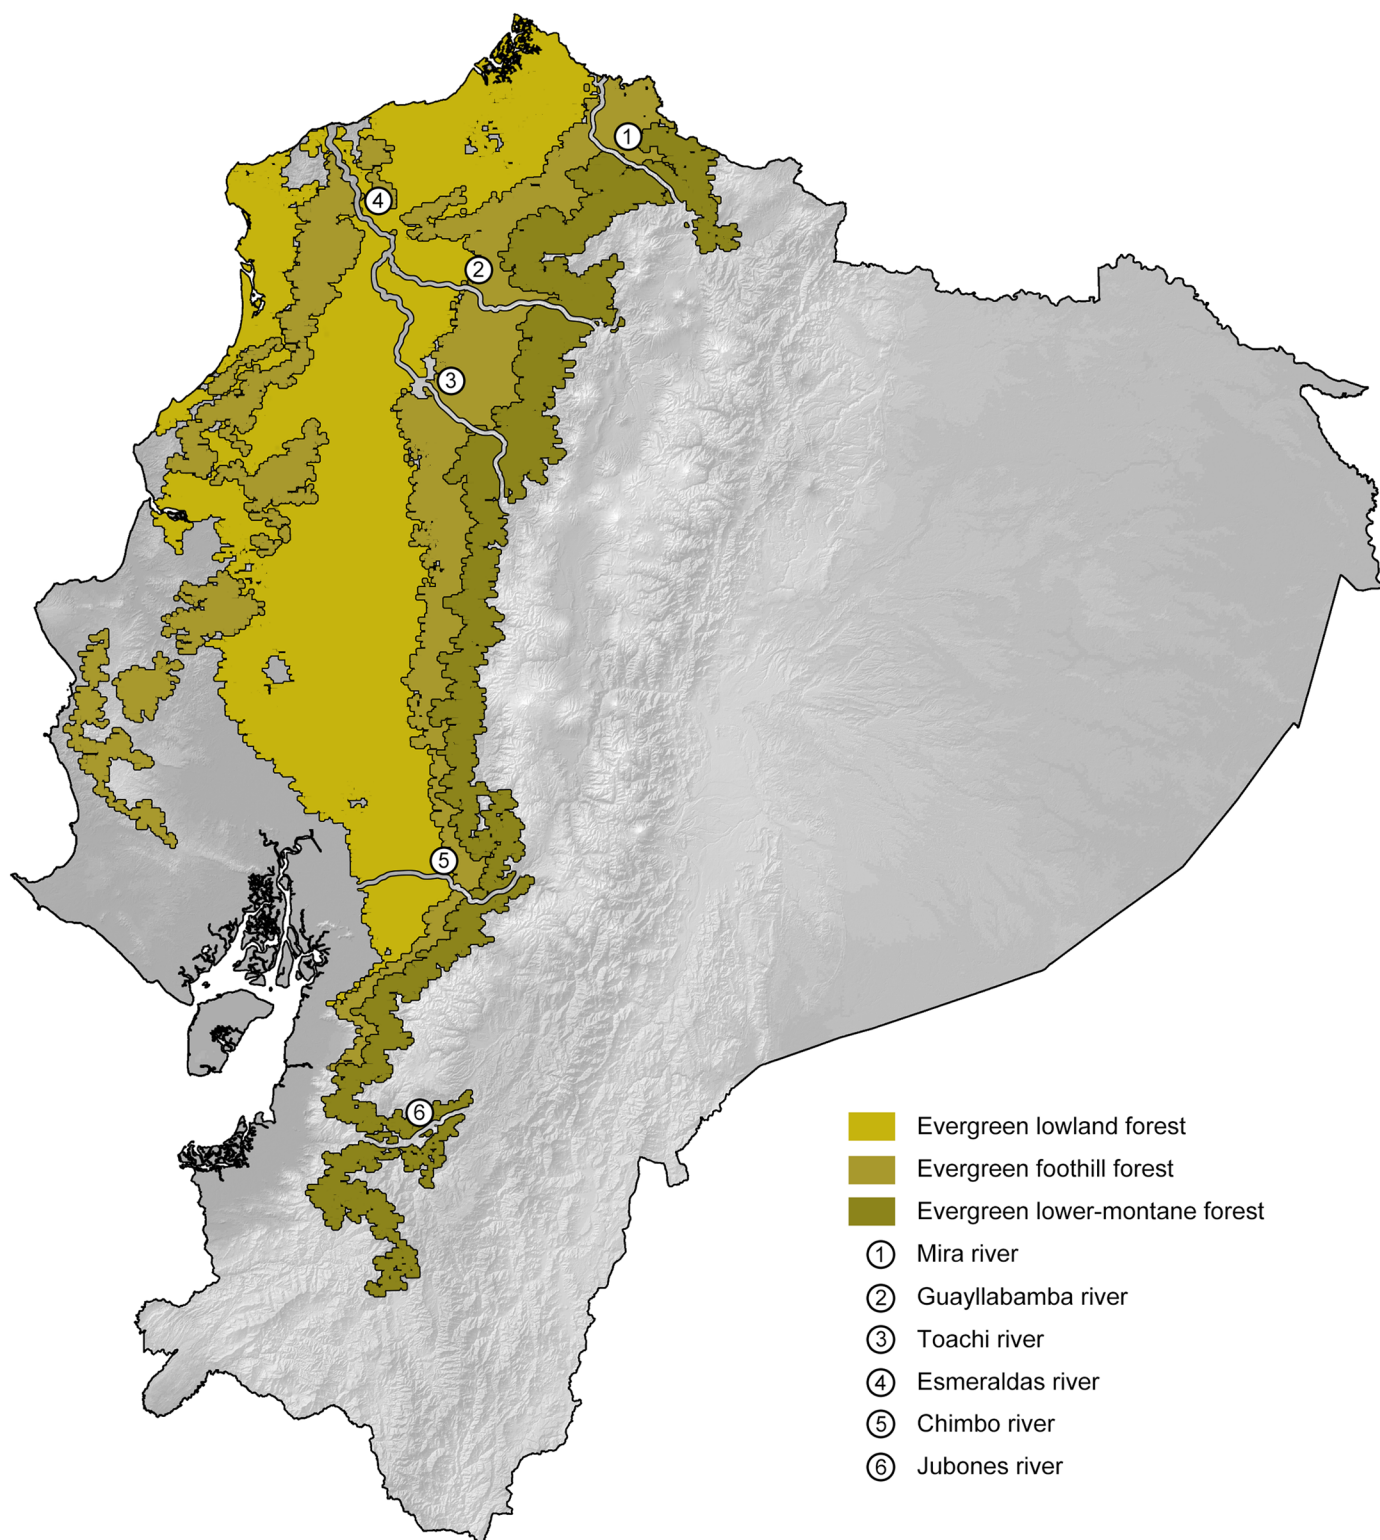 1
4
2
3
5
6
Evergreen lowland forest
Evergreen foothill forest
Evergreen lower-montane forest
1 Mira river
2 Guayllabamba river
3 Toachi river
4 Esmeraldas river
5 Chimbo river
6 Jubones river